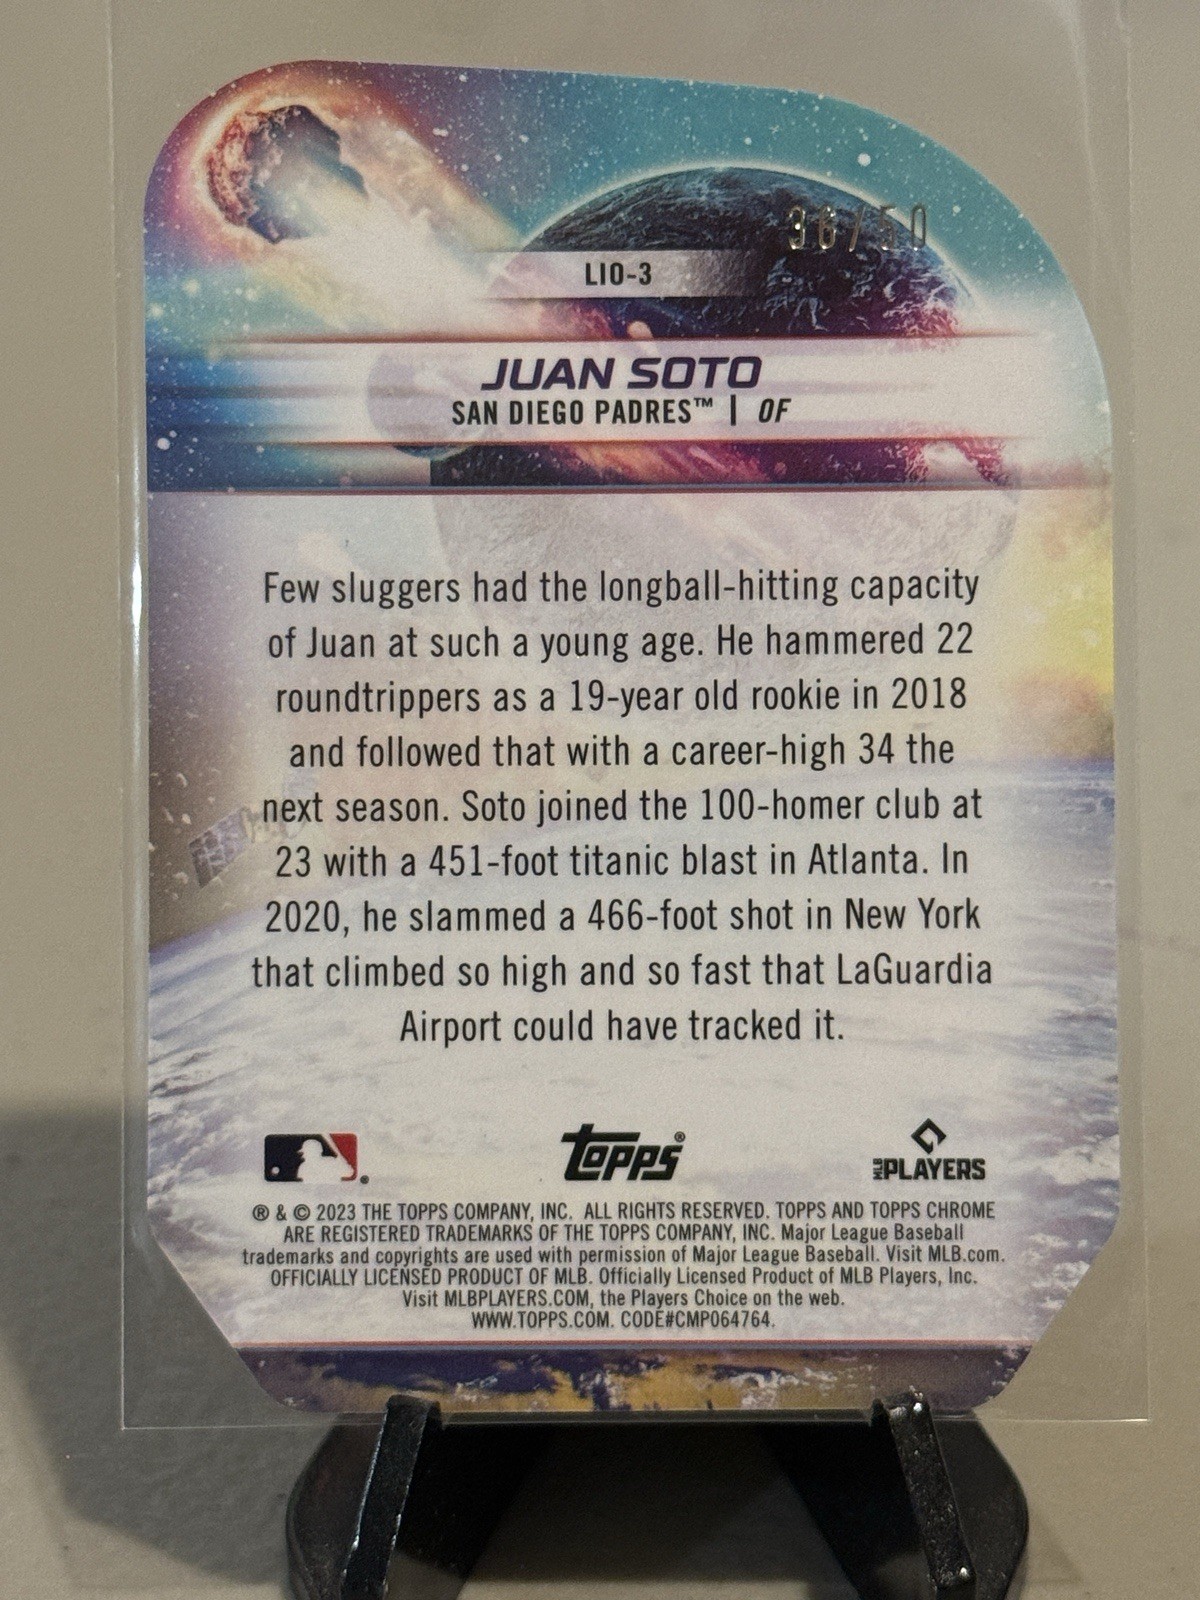 36/50
LIO-3
JUAN SOTO
SAN DIEGO PADRES™ | OF
Few sluggers had the longball-hitting capacity
of Juan at such a young age. He hammered 22
roundtrippers as a 19-year old rookie in 2018
and followed that with a career-high 34 the
next season. Soto joined the 100-homer club at
23 with a 451-foot titanic blast in Atlanta. In
2020, he slammed a 466-foot shot in New York
that climbed so high and so fast that LaGuardia
Airport could have tracked it.
topps®
MLB PLAYERS
® & © 2023 THE TOPPS COMPANY, INC. ALL RIGHTS RESERVED. TOPPS AND TOPPS CHROME
ARE REGISTERED TRADEMARKS OF THE TOPPS COMPANY, INC. Major League Baseball
trademarks and copyrights are used with permission of Major League Baseball. Visit MLB.com.
OFFICIALLY LICENSED PRODUCT OF MLB. Officially Licensed Product of MLB Players, Inc.
Visit MLBPLAYERS.COM, the Players Choice on the web.
WWW.TOPPS.COM. CODE#CMP064764.